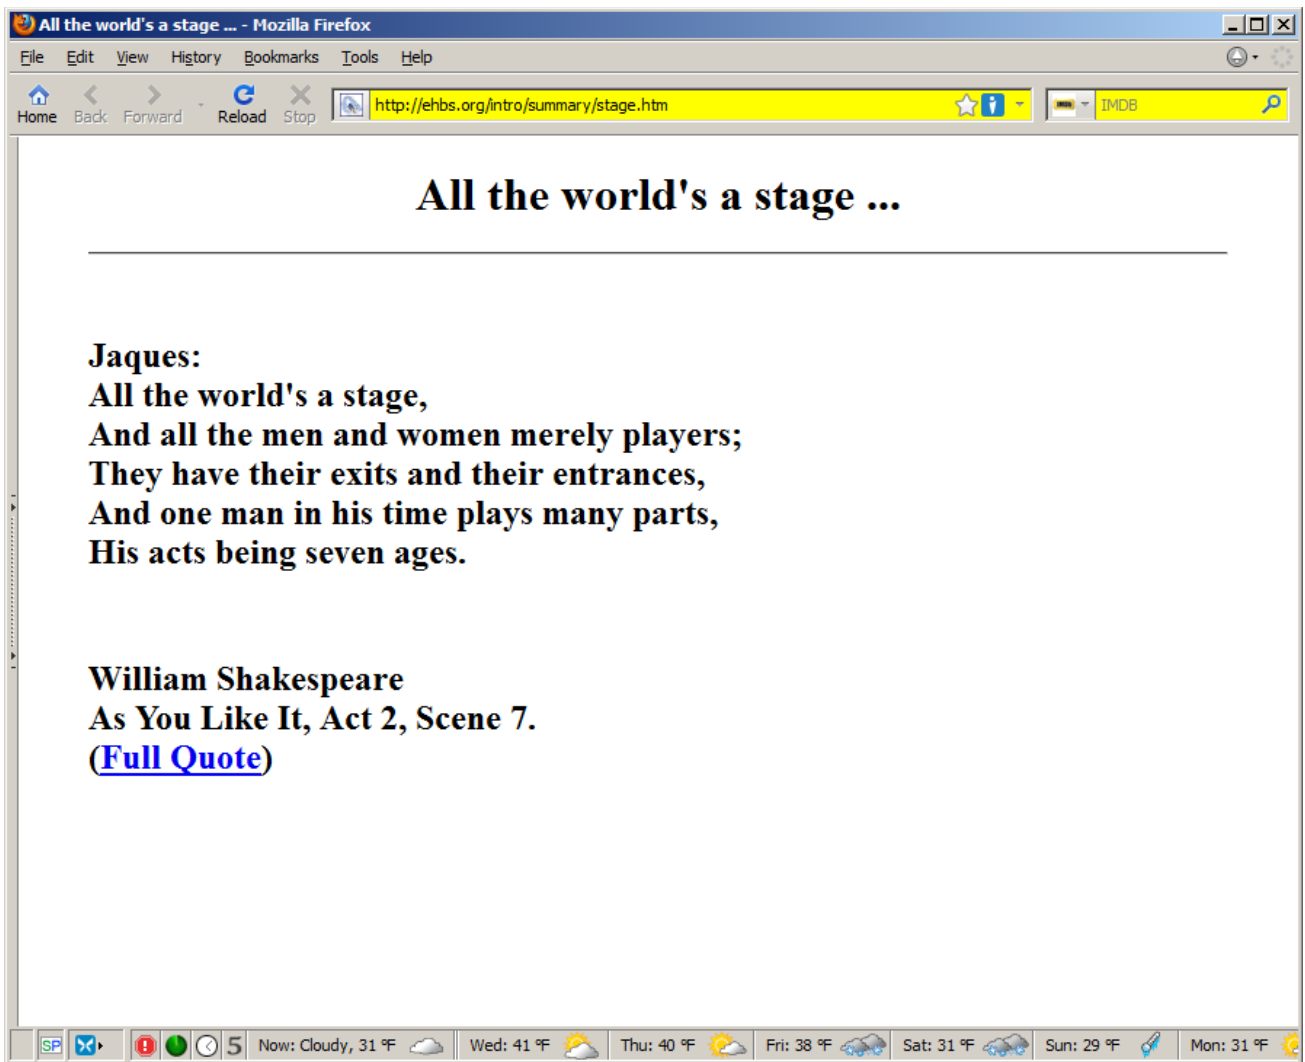 All the world's a stage ... - Mozilla Firefox
File Edit View History Bookmarks Tools Help
Home Back Forward Reload Stop http://ehbs.org/intro/summary/stage.htm IMDB
All the world's a stage ...
Jaques:
All the world's a stage,
And all the men and women merely players;
They have their exits and their entrances,
And one man in his time plays many parts,
His acts being seven ages.
William Shakespeare
As You Like It, Act 2, Scene 7.
(Full Quote)
SP 5 Now: Cloudy, 31 °F Wed: 41 °F Thu: 40 °F Fri: 38 °F Sat: 31 °F Sun: 29 °F Mon: 31 °F